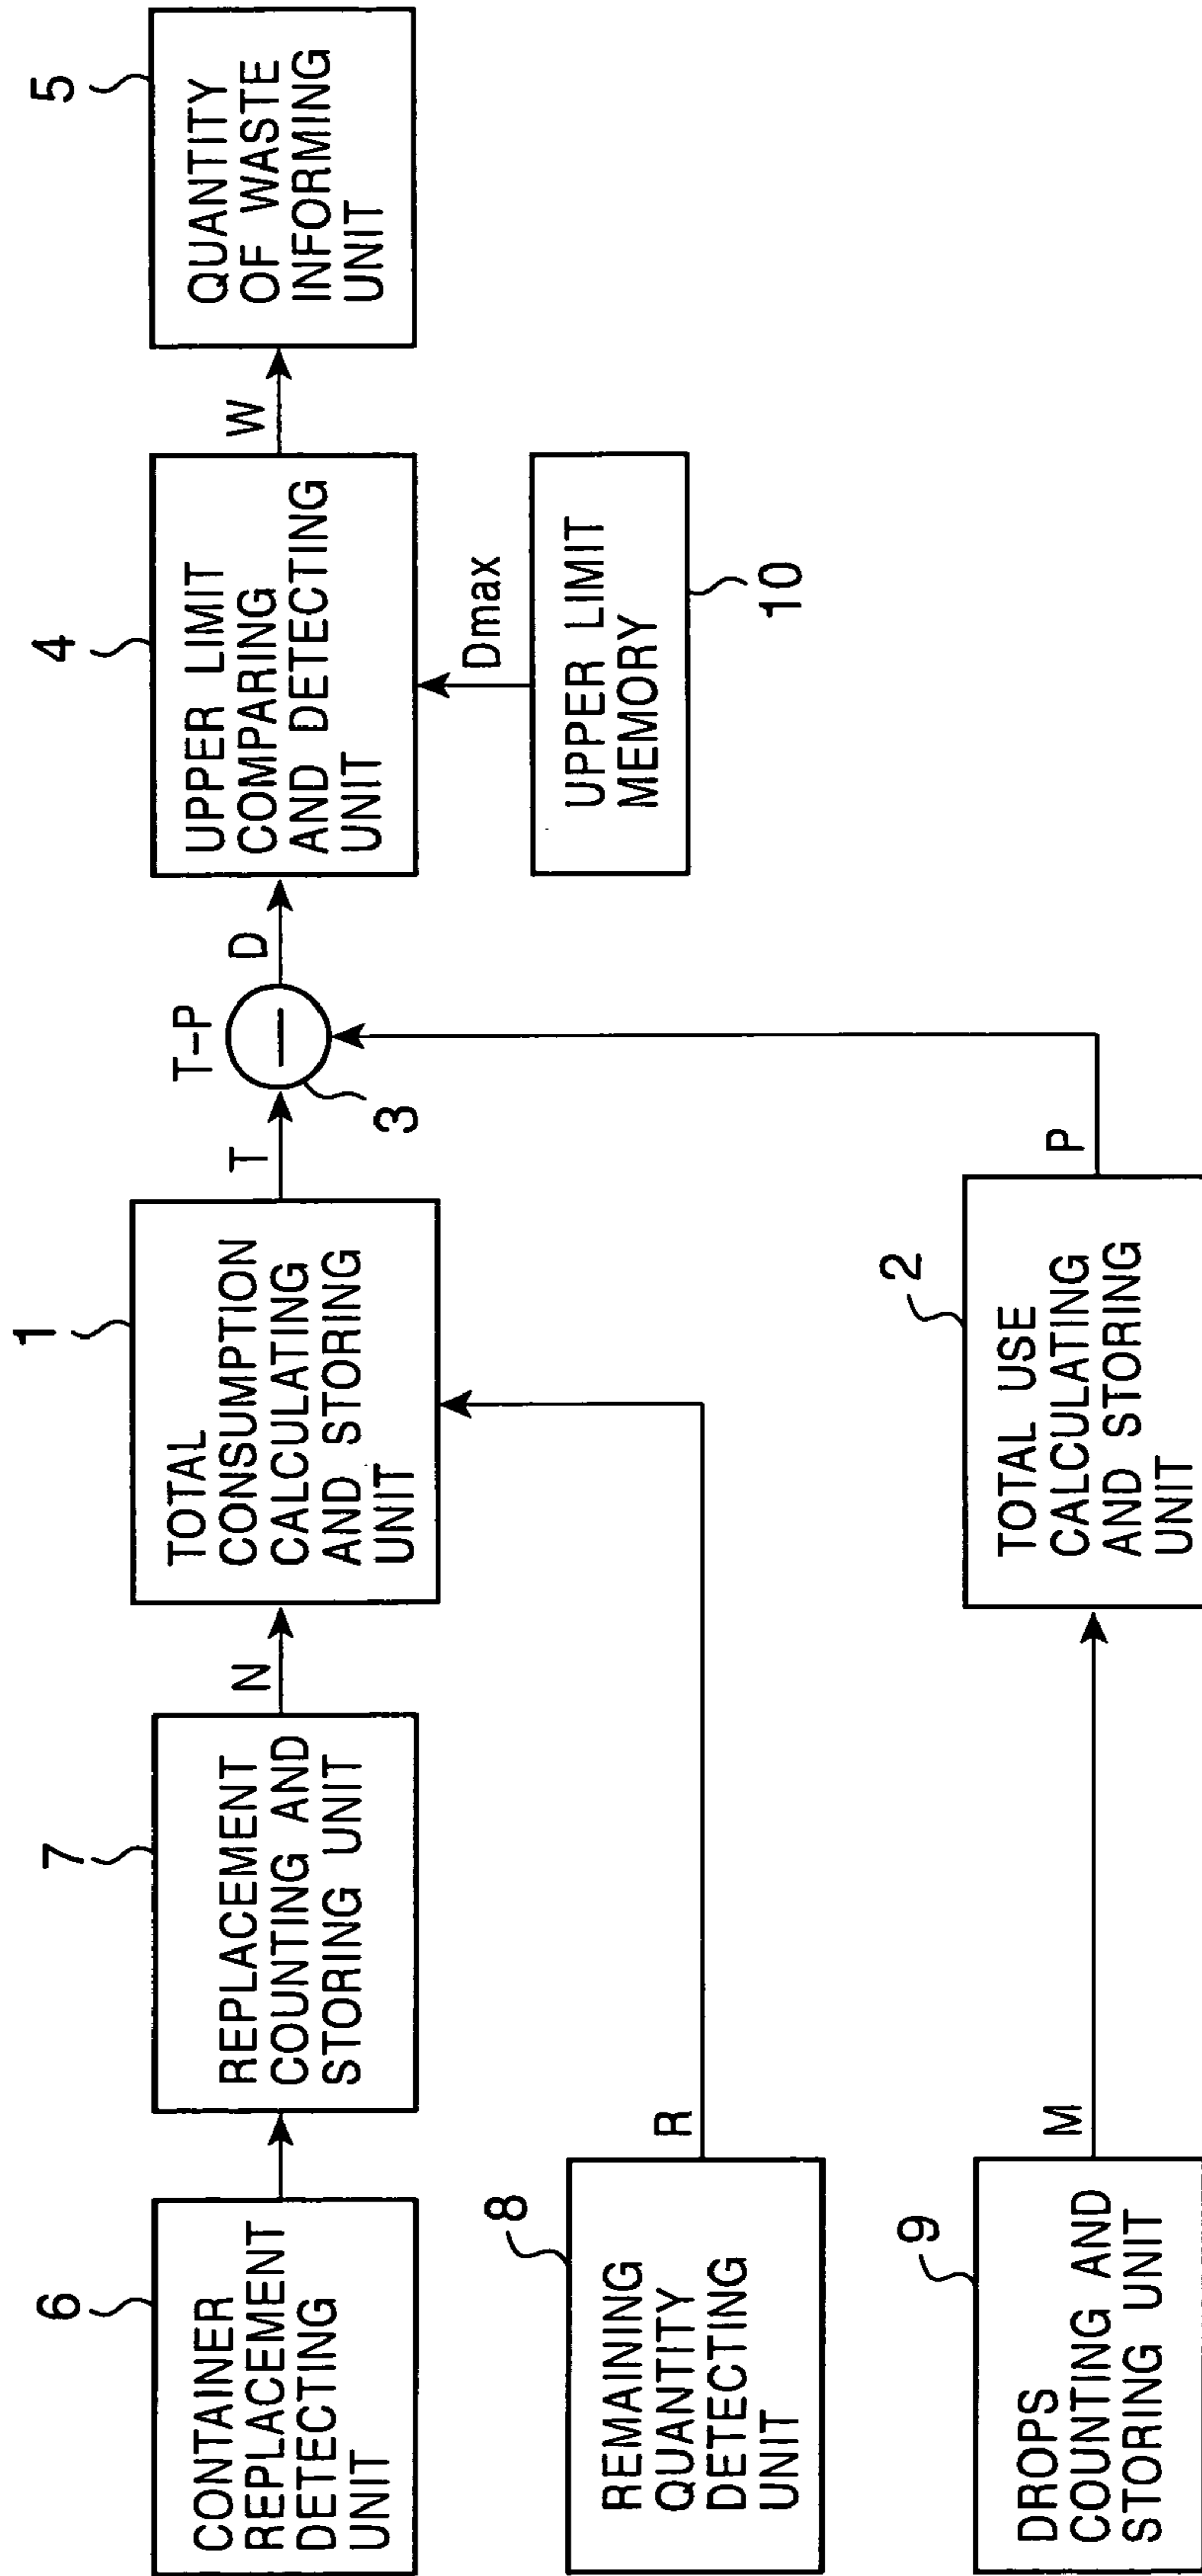 6
CONTAINER
REPLACEMENT
DETECTING
UNIT
7
REPLACEMENT
COUNTING AND
STORING UNIT
N
1
TOTAL
CONSUMPTION
CALCULATING
AND STORING
UNIT
T
T–P
3
D
4
UPPER LIMIT
COMPARING
AND DETECTING
UNIT
W
5
QUANTITY
OF WASTE
INFORMING
UNIT
Dmax
UPPER LIMIT
MEMORY
10
8
REMAINING
QUANTITY
DETECTING
UNIT
R
9
DROPS
COUNTING AND
STORING UNIT
M
2
TOTAL USE
CALCULATING
AND STORING
UNIT
P